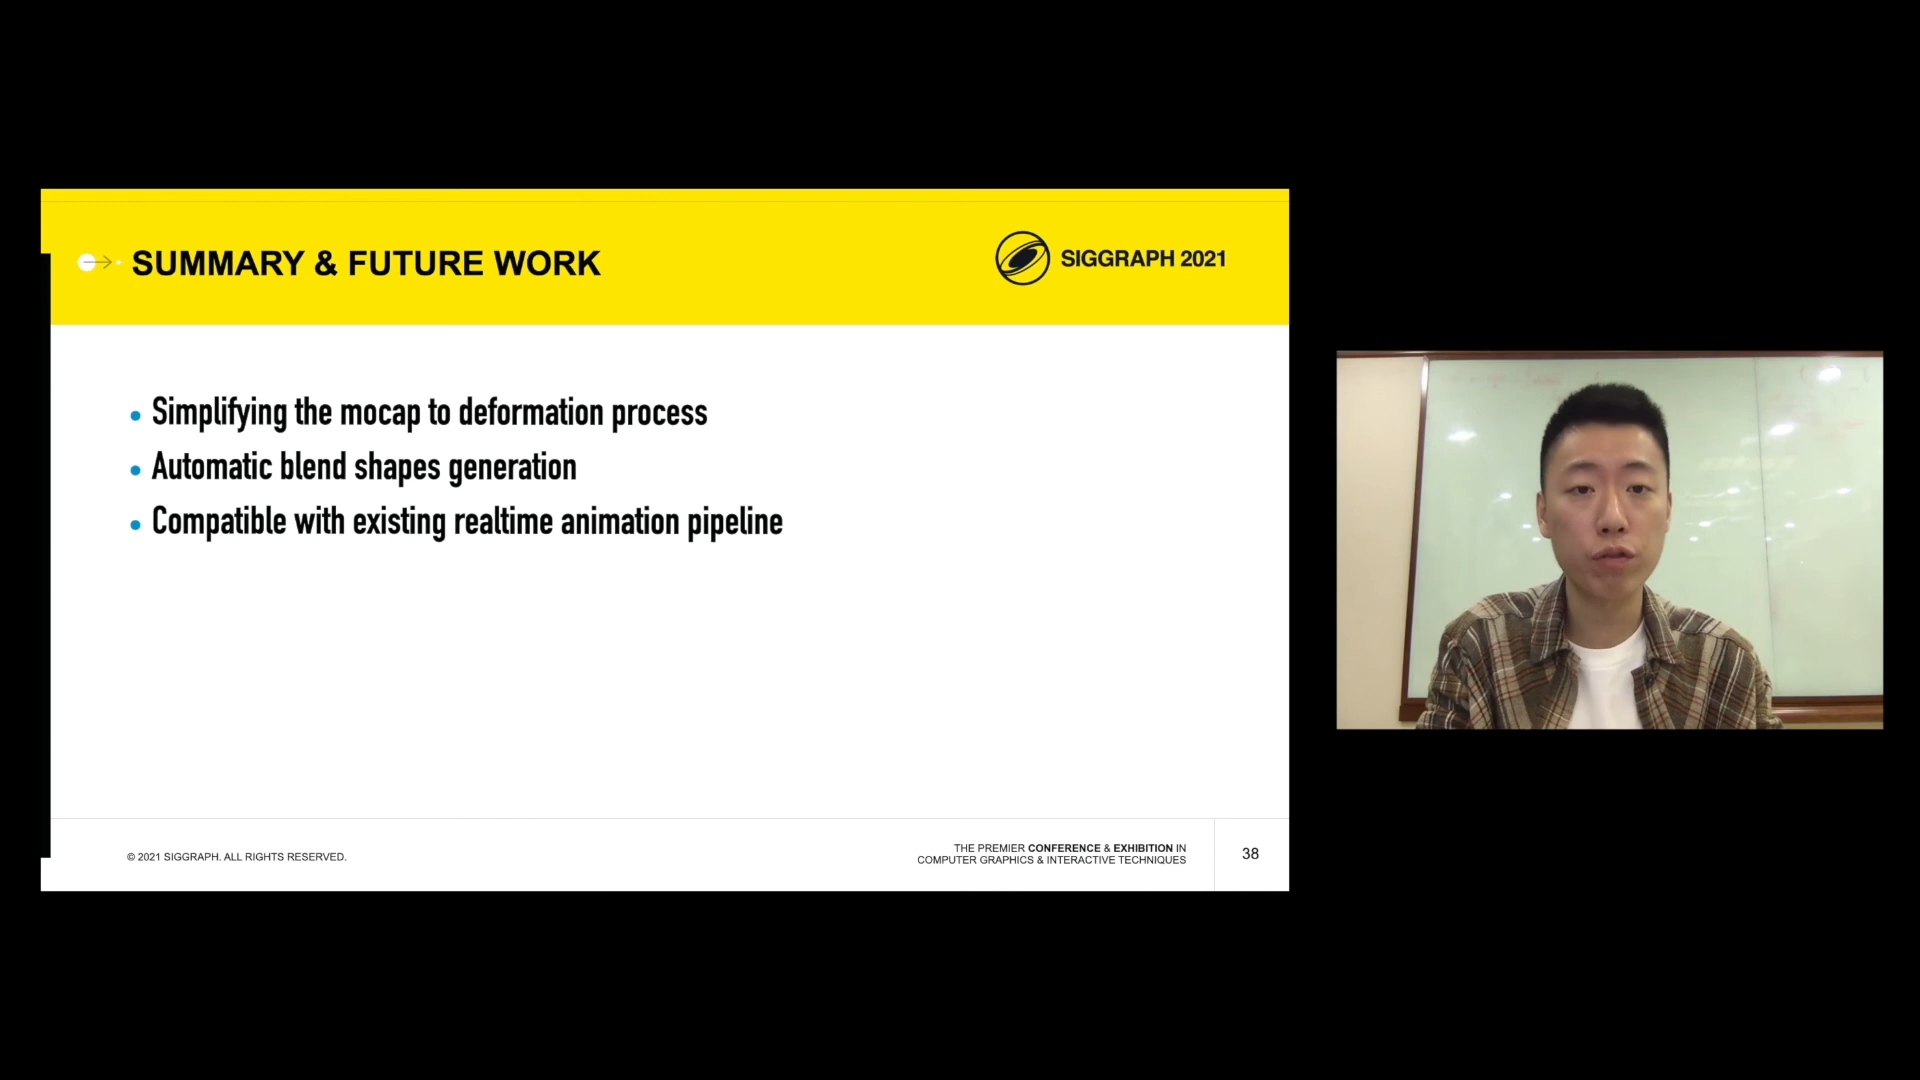 SUMMARY & FUTURE WORK
SIGGRAPH 2021
• Simplifying the mocap to deformation process
• Automatic blend shapes generation
• Compatible with existing realtime animation pipeline
© 2021 SIGGRAPH. ALL RIGHTS RESERVED.
THE PREMIER CONFERENCE & EXHIBITION IN
COMPUTER GRAPHICS & INTERACTIVE TECHNIQUES
38